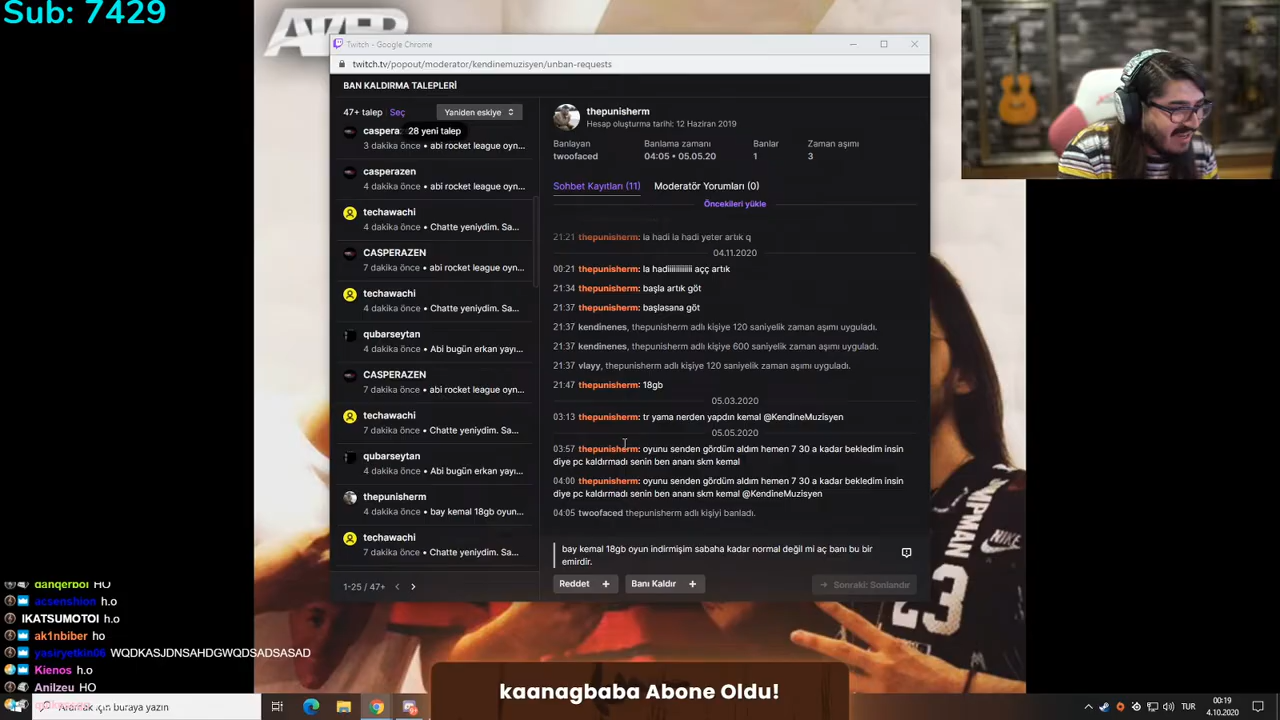 Sub: 7429
Twitch - Google Chrome
twitch.tv/popout/moderator/kendinemuzisyen/unban-requests
BAN KALDIRMA TALEPLERİ
47+ talep Seç Yaniden eskiye
caspera 28 yeni talep
3 dakika önce • abi rocket league oyn...
casperazen
4 dakika önce • abi rocket league oyn...
techawachi
4 dakika önce • Chatte yeniydim. Sa...
CASPERAZEN
7 dakika önce • abi rocket league oyn...
techawachi
4 dakika önce • Chatte yeniydim. Sa...
qubarseytan
4 dakika önce • Abi bugün erkan yayı...
CASPERAZEN
7 dakika önce • abi rocket league oyn...
techawachi
7 dakika önce • Chatte yeniydim. Sa...
qubarseytan
4 dakika önce • Abi bugün erkan yayı...
thepunisherm
4 dakika önce • bay kemal 18gb oyun...
techawachi
7 dakika önce • Chatte yeniydim. Sa...
1-25 / 47+
thepunisherm
Hesap oluşturma tarihi: 12 Haziran 2019
Banlayan Banlama zamanı Banlar Zaman aşımı
twoofaced 04:05 • 05.05.20 1 3
Sohbet Kayıtları (11) Moderatör Yorumları (0)
Öncekileri yükle
21:21 thepunisherm: la hadi la hadi yeter artık q
04.11.2020
00:21 thepunisherm: la hadiiiiiiiiiiiii açç artık
21:34 thepunisherm: başla artık göt
21:37 thepunisherm: başlasana göt
21:37 kendinenes, thepunisherm adlı kişiye 120 saniyelik zaman aşımı uyguladı.
21:37 kendinenes, thepunisherm adlı kişiye 600 saniyelik zaman aşımı uyguladı.
21:37 vlayy, thepunisherm adlı kişiye 120 saniyelik zaman aşımı uyguladı.
21:47 thepunisherm: 18gb
05.03.2020
03:13 thepunisherm: tr yama nerden yapdın kemal @KendineMuzisyen
05.05.2020
03:57 thepunisherm: oyunu senden gördüm aldım hemen 7 30 a kadar bekledim insin
diye pc kaldırmadı senin ben ananı skm kemal
04:00 thepunisherm: oyunu senden gördüm aldım hemen 7 30 a kadar bekledim insin
diye pc kaldırmadı senin ben ananı skm kemal @KendineMuzisyen
04:05 twoofaced thepunisherm adlı kişiyi banladı.
bay kemal 18gb oyun indirmişim sabaha kadar normal değil mi aç banı bu bir
emirdir.
Reddet + Banı Kaldır + → Sonraki: Sonlandır
NIPMAN
23
danqerboi HO
acsenshion h.o
IKATSUMOTOI h.o
ak1nbiber ho
yasiryetkin06 WQDKASJDNSAHDGWQDSADSASAD
Kienos h.o
Anilzeu HO
kaanagbaba Abone Oldu!
Aramak için buraya yazın
TUR
00:19
4.10.2020